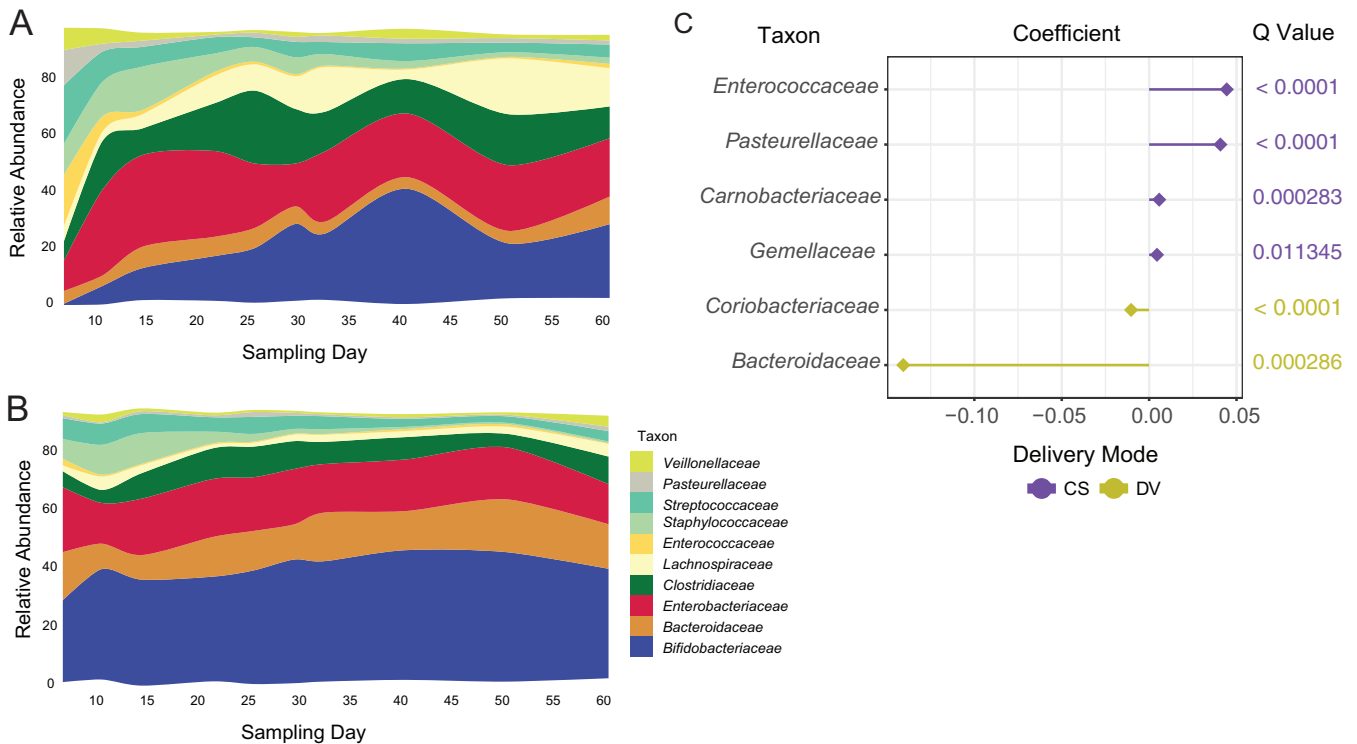 A
Relative Abundance
80
60
40
20
0
10 15 20 25 30 35 40 45 50 55 60
Sampling Day
B
Relative Abundance
80
60
40
20
0
10 15 20 25 30 35 40 45 50 55 60
Sampling Day
Taxon
Veillonellaceae
Pasteurellaceae
Streptococcaceae
Staphylococcaceae
Enterococcaceae
Lachnospiraceae
Clostridiaceae
Enterobacteriaceae
Bacteroidaceae
Bifidobacteriaceae
C
Taxon Coefficient Q Value
Enterococcaceae < 0.0001
Pasteurellaceae < 0.0001
Carnobacteriaceae 0.000283
Gemellaceae 0.011345
Coriobacteriaceae < 0.0001
Bacteroidaceae 0.000286
−0.10 −0.05 0.00 0.05
Delivery Mode
CS DV